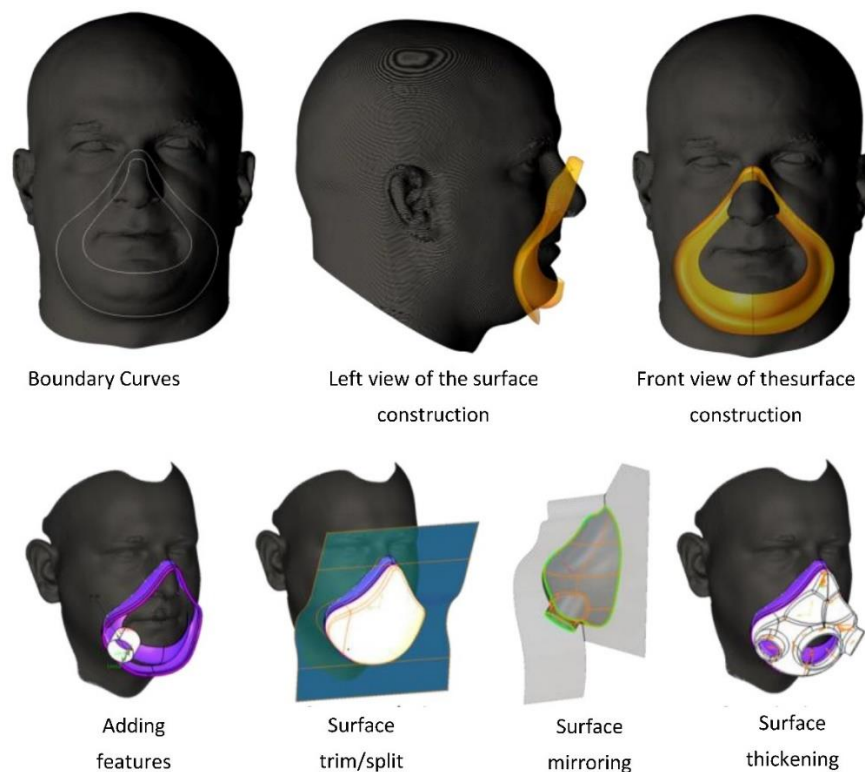 Boundary Curves
Left view of the surface
construction
Front view of thesurface
construction
Adding
features
Surface
trim/split
Surface
mirroring
Surface
thickening